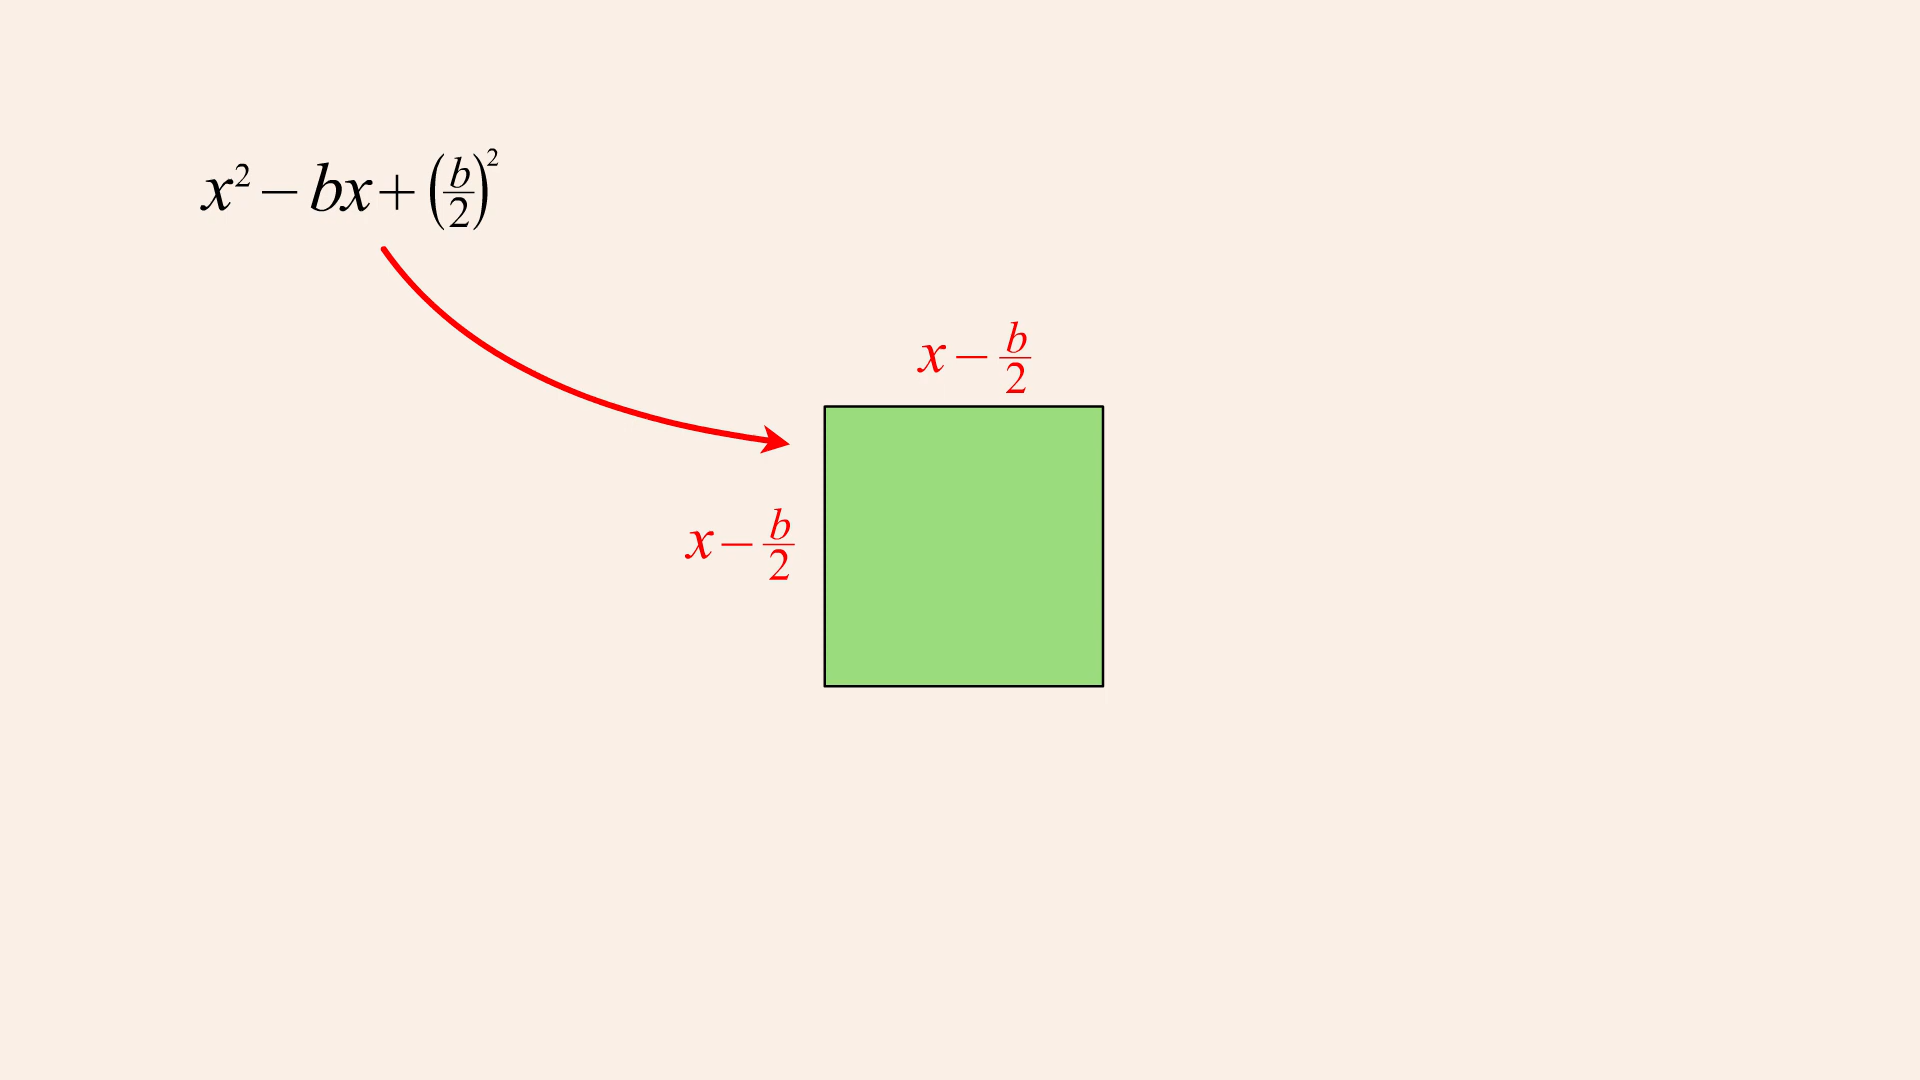 x² − bx + (b/2)²
x − b/2
x − b/2